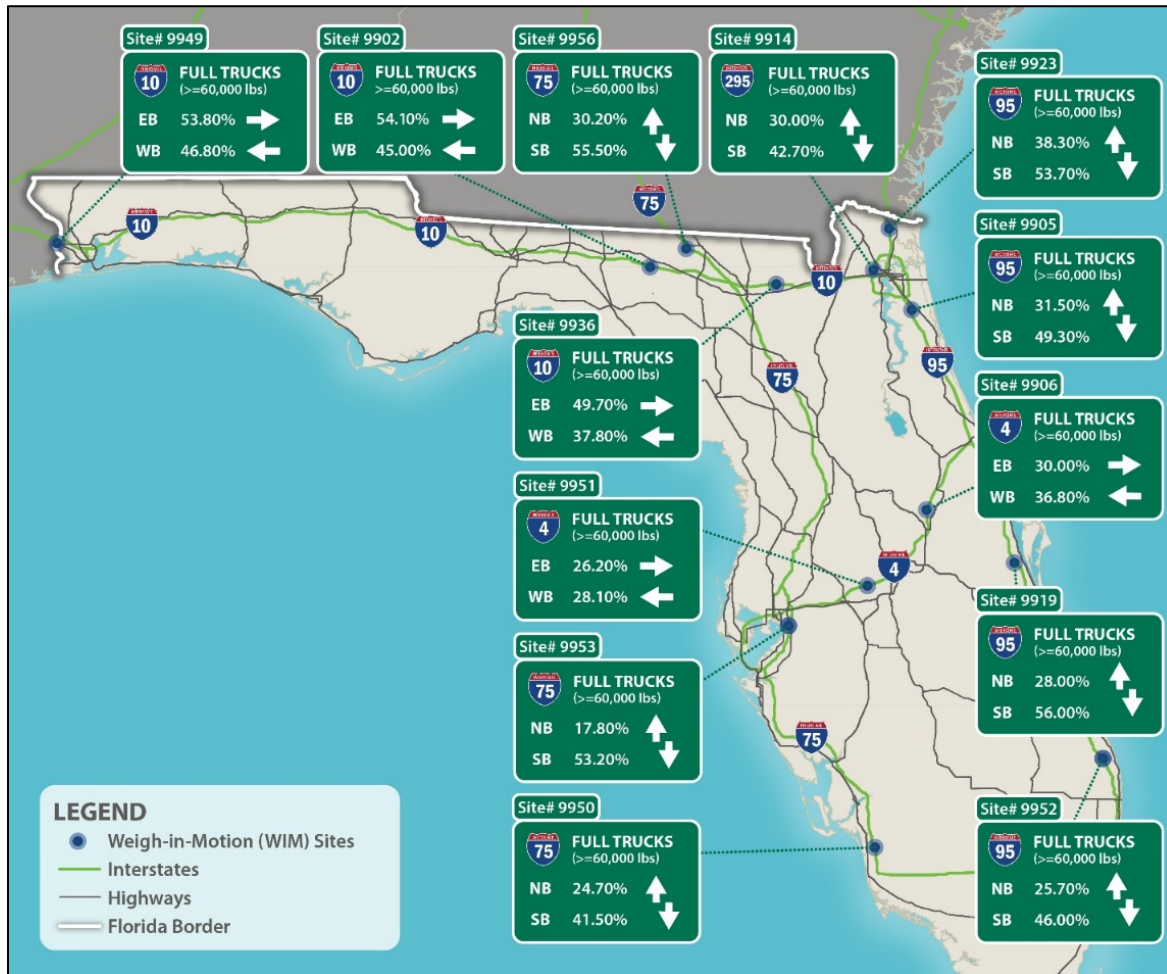 Site# 9949
10
FULL TRUCKS
(>=60,000 lbs)
EB 53.80%
WB 46.80%
Site# 9902
10
FULL TRUCKS
>=60,000 lbs)
EB 54.10%
WB 45.00%
Site# 9956
75
FULL TRUCKS
(>=60,000 lbs)
NB 30.20%
SB 55.50%
Site# 9914
295
FULL TRUCKS
(>=60,000 lbs)
NB 30.00%
SB 42.70%
Site# 9923
95
FULL TRUCKS
(>=60,000 lbs)
NB 38.30%
SB 53.70%
75
10
10
10
Site# 9905
95
FULL TRUCKS
(>=60,000 lbs)
NB 31.50%
SB 49.30%
Site# 9936
10
FULL TRUCKS
(>=60,000 lbs)
EB 49.70%
WB 37.80%
75
95
Site# 9906
4
FULL TRUCKS
(>=60,000 lbs)
EB 30.00%
WB 36.80%
Site# 9951
4
FULL TRUCKS
(>=60,000 lbs)
EB 26.20%
WB 28.10%
4
Site# 9919
95
FULL TRUCKS
(>=60,000 lbs)
NB 28.00%
SB 56.00%
Site# 9953
75
FULL TRUCKS
(>=60,000 lbs)
NB 17.80%
SB 53.20%
75
Site# 9950
75
FULL TRUCKS
(>=60,000 lbs)
NB 24.70%
SB 41.50%
Site# 9952
95
FULL TRUCKS
(>=60,000 lbs)
NB 25.70%
SB 46.00%
LEGEND
Weigh-in-Motion (WIM) Sites
Interstates
Highways
Florida Border